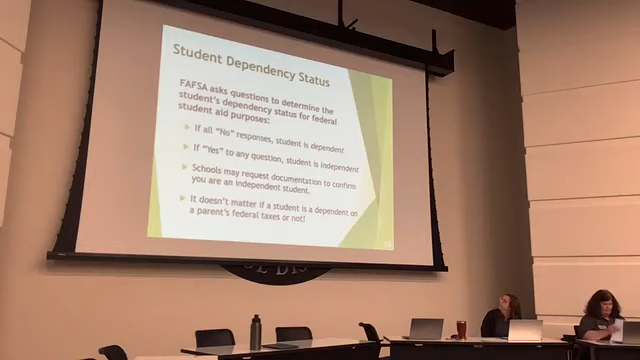 Student Dependency Status
FAFSA asks questions to determine the
student's dependency status for federal
student aid purposes:
If all "No" responses, student is dependent
If "Yes" to any question, student is independent
Schools may request documentation to confirm
you are an independent student.
It doesn't matter if a student is a dependent on
a parent's federal taxes or not!